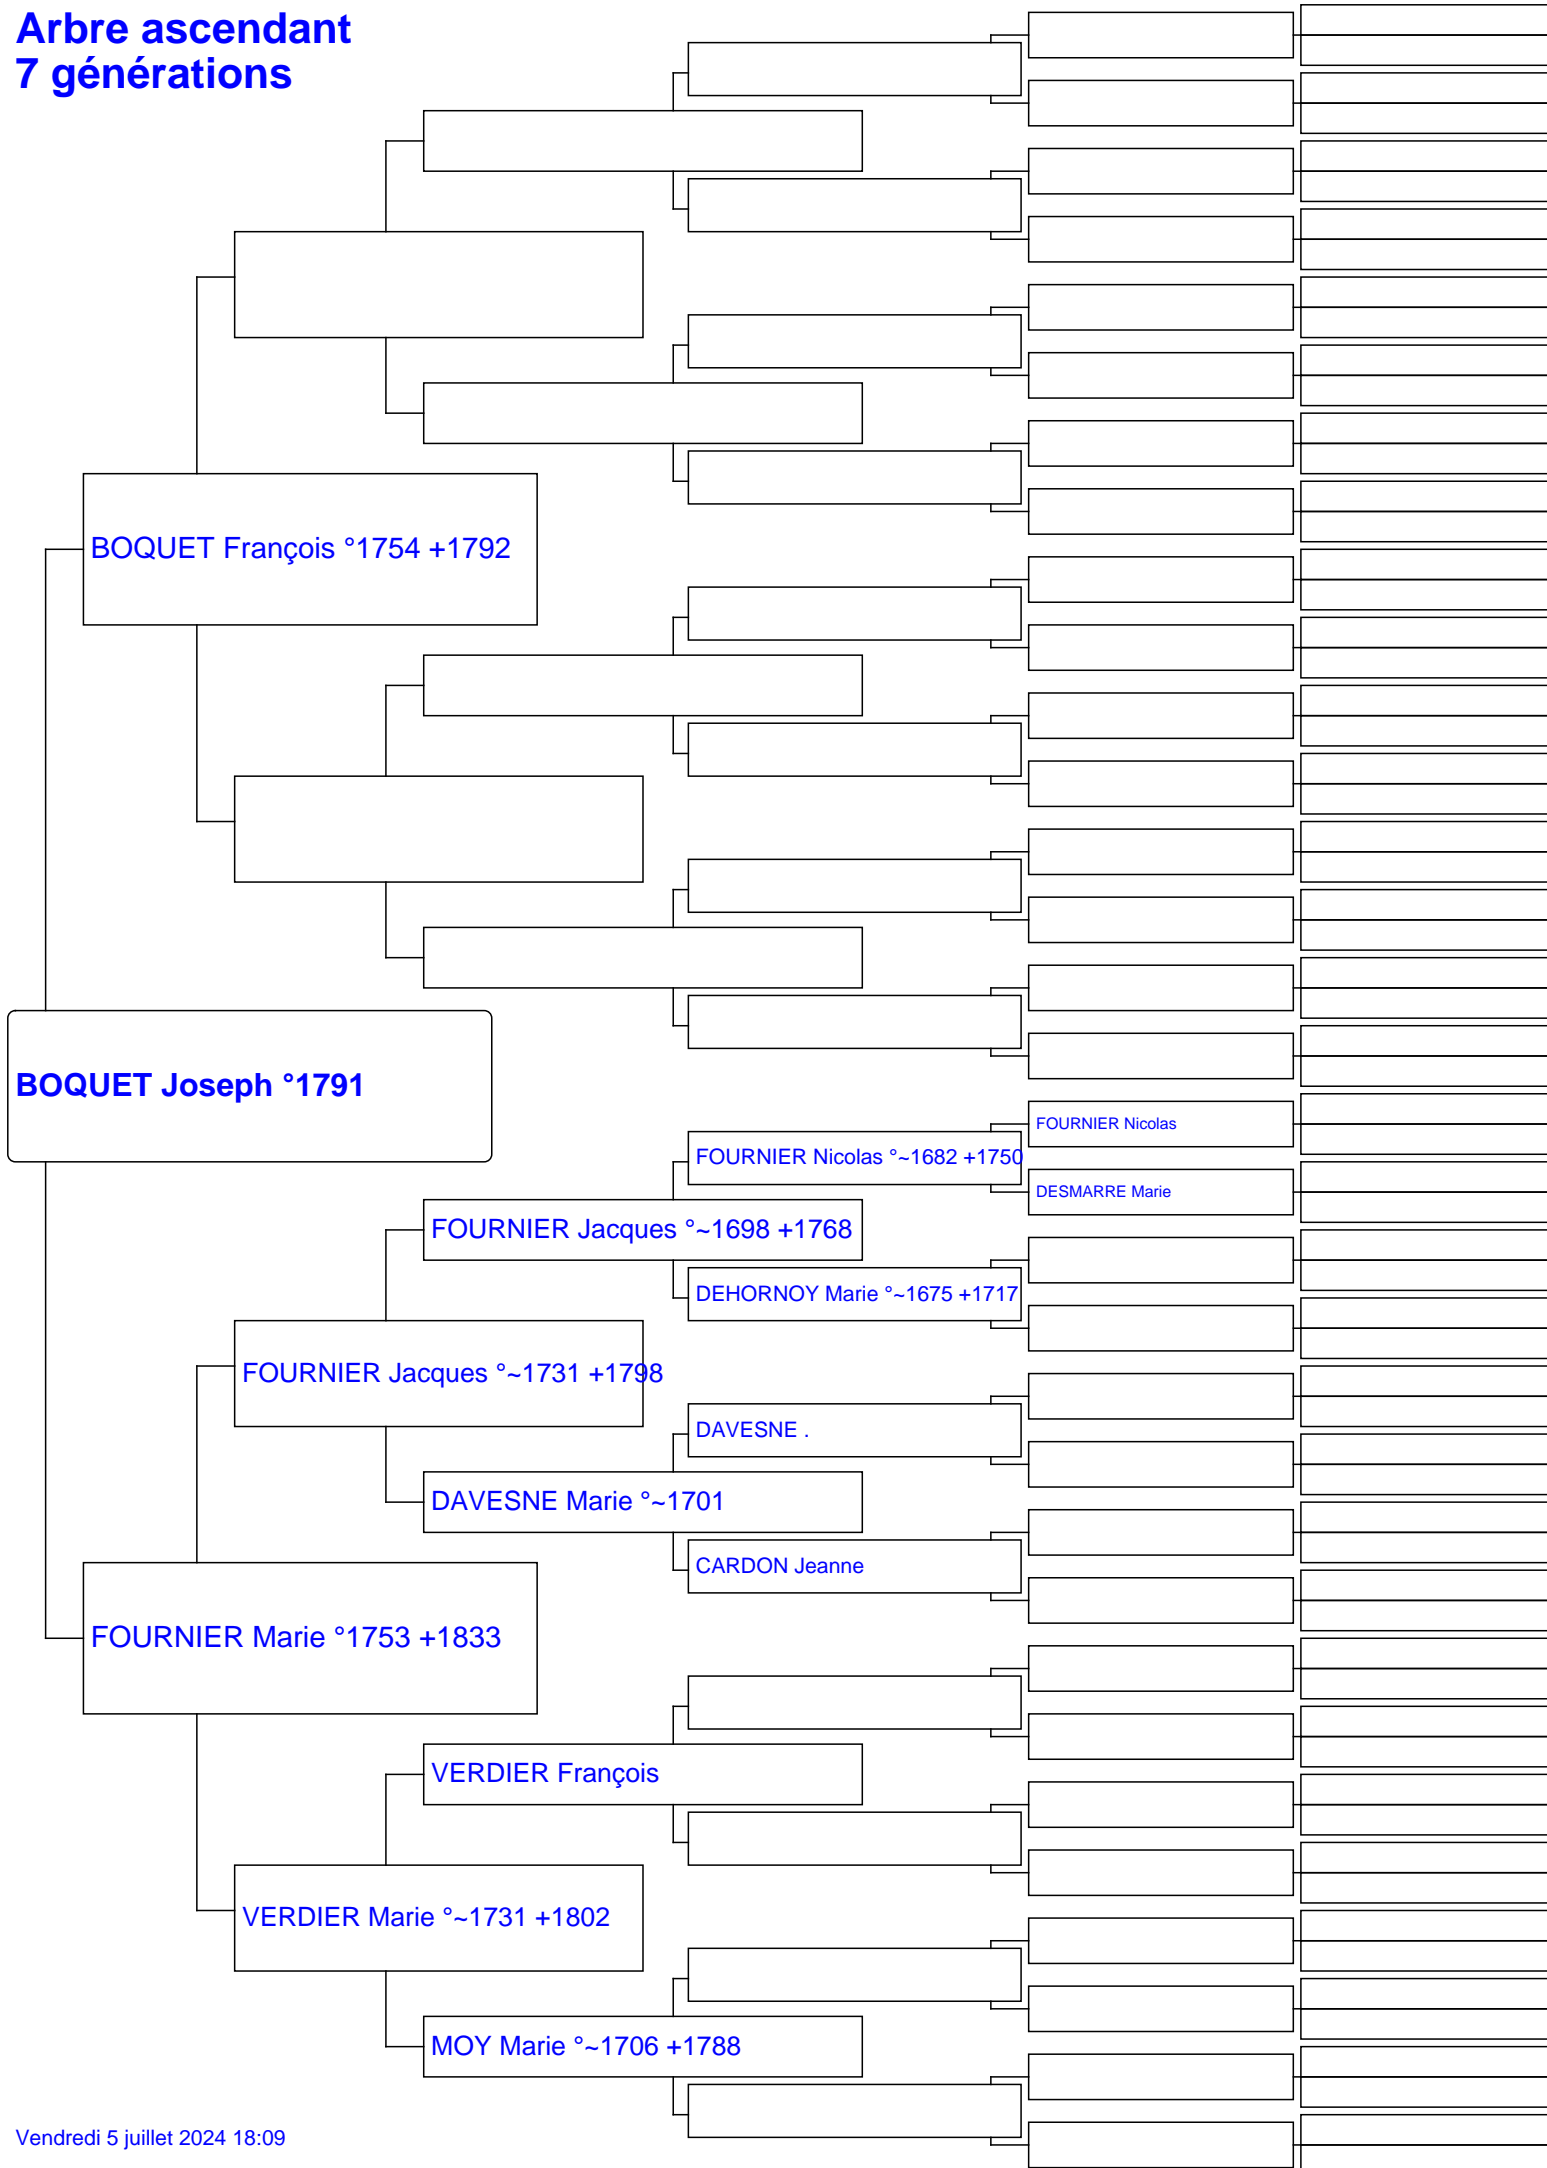 Arbre ascendant
7 générations
BOQUET François °1754 +1792
BOQUET Joseph °1791
FOURNIER Nicolas
FOURNIER Nicolas °~1682 +1750
DESMARRE Marie
FOURNIER Jacques °~1698 +1768
DEHORNOY Marie °~1675 +1717
FOURNIER Jacques °~1731 +1798
DAVESNE .
DAVESNE Marie °~1701
CARDON Jeanne
FOURNIER Marie °1753 +1833
VERDIER François
VERDIER Marie °~1731 +1802
MOY Marie °~1706 +1788
Vendredi 5 juillet 2024 18:09